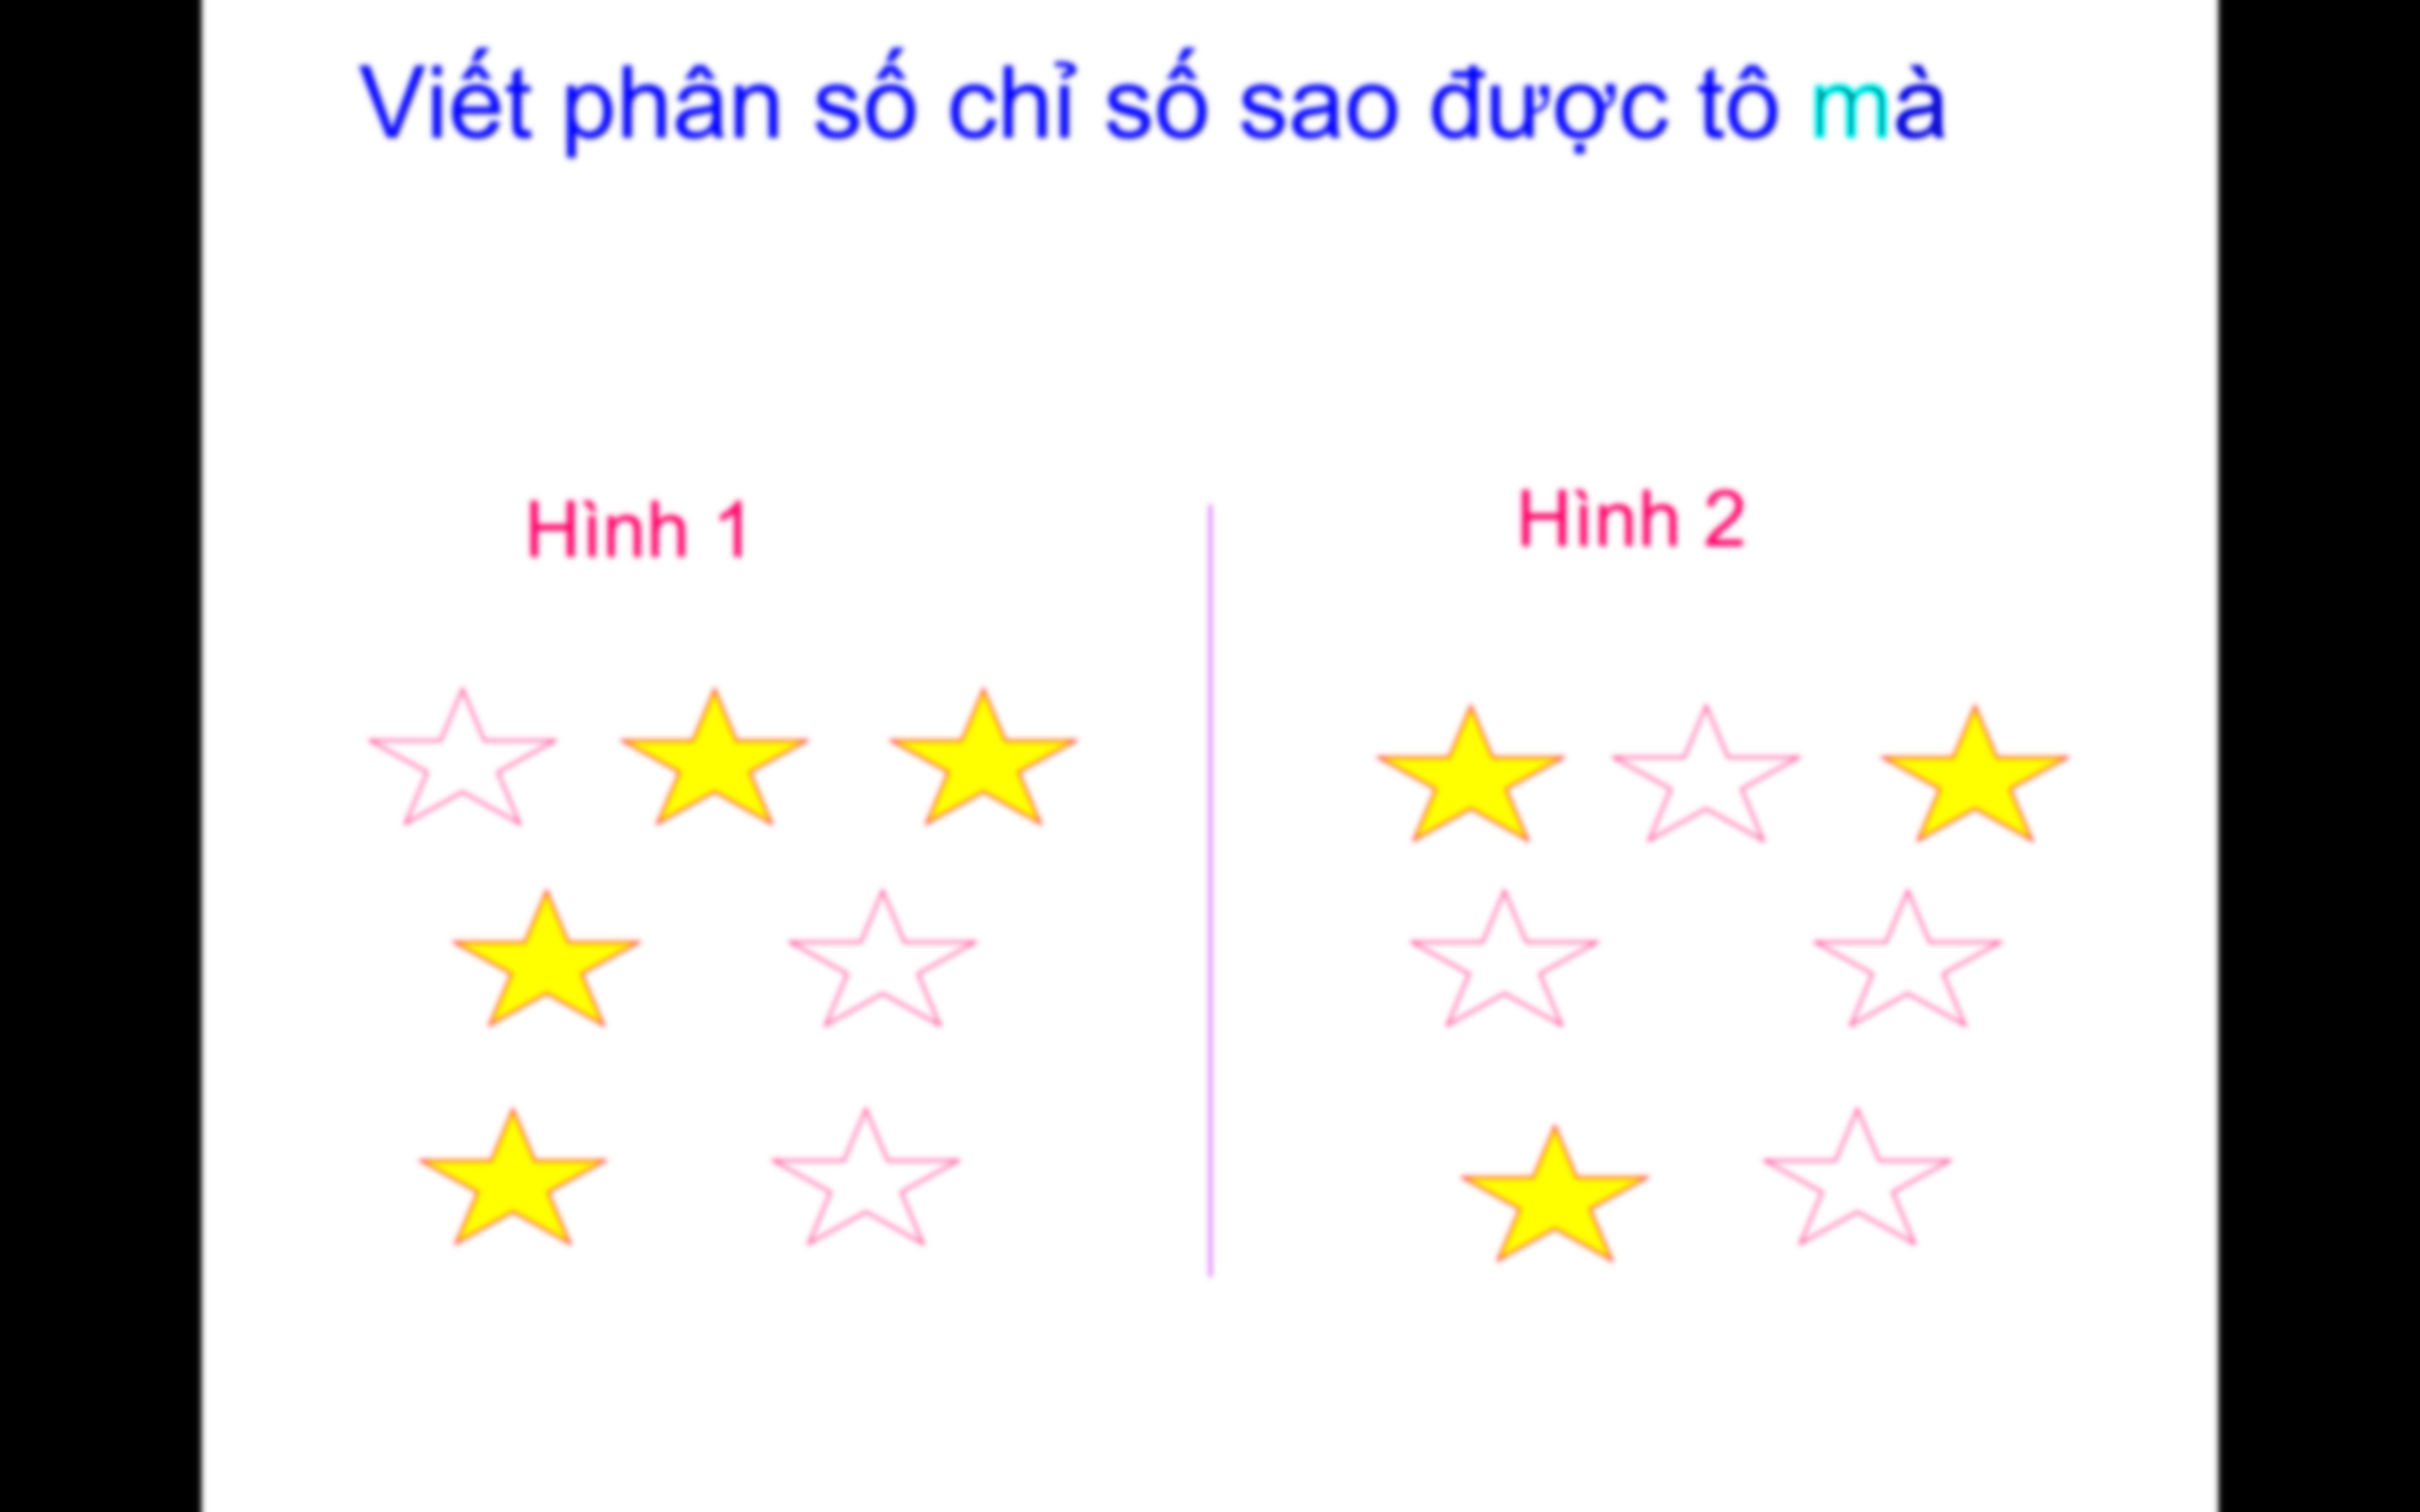 Viết phân số chỉ số sao được tô mà
Hình 1
Hình 2